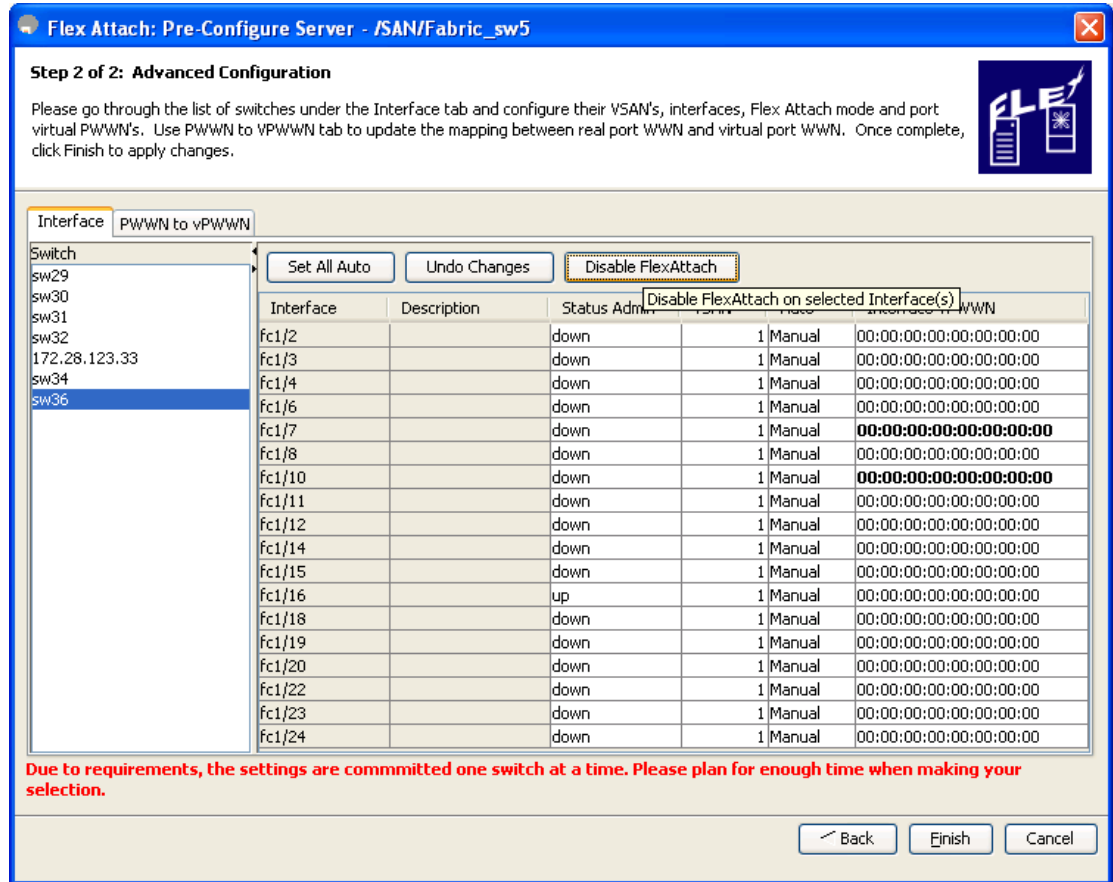 Flex Attach: Pre-Configure Server - /SAN/Fabric_sw5
Step 2 of 2: Advanced Configuration
Please go through the list of switches under the Interface tab and configure their VSAN's, interfaces, Flex Attach mode and port
virtual PWWN's. Use PWWN to VPWWN tab to update the mapping between real port WWN and virtual port WWN. Once complete,
click Finish to apply changes.
FLE
Interface PWWN to vPWWN
Switch
sw29
sw30
sw31
sw32
172.28.123.33
sw34
sw36
Set All Auto Undo Changes Disable FlexAttach
Disable FlexAttach on selected Interface(s)
Interface Description Status Admin
fc1/2 down 1 Manual 00:00:00:00:00:00:00:00
fc1/3 down 1 Manual 00:00:00:00:00:00:00:00
fc1/4 down 1 Manual 00:00:00:00:00:00:00:00
fc1/6 down 1 Manual 00:00:00:00:00:00:00:00
fc1/7 down 1 Manual 00:00:00:00:00:00:00:00
fc1/8 down 1 Manual 00:00:00:00:00:00:00:00
fc1/10 down 1 Manual 00:00:00:00:00:00:00:00
fc1/11 down 1 Manual 00:00:00:00:00:00:00:00
fc1/12 down 1 Manual 00:00:00:00:00:00:00:00
fc1/14 down 1 Manual 00:00:00:00:00:00:00:00
fc1/15 down 1 Manual 00:00:00:00:00:00:00:00
fc1/16 up 1 Manual 00:00:00:00:00:00:00:00
fc1/18 down 1 Manual 00:00:00:00:00:00:00:00
fc1/19 down 1 Manual 00:00:00:00:00:00:00:00
fc1/20 down 1 Manual 00:00:00:00:00:00:00:00
fc1/22 down 1 Manual 00:00:00:00:00:00:00:00
fc1/23 down 1 Manual 00:00:00:00:00:00:00:00
fc1/24 down 1 Manual 00:00:00:00:00:00:00:00
Due to requirements, the settings are commmitted one switch at a time. Please plan for enough time when making your
selection.
Back Finish Cancel